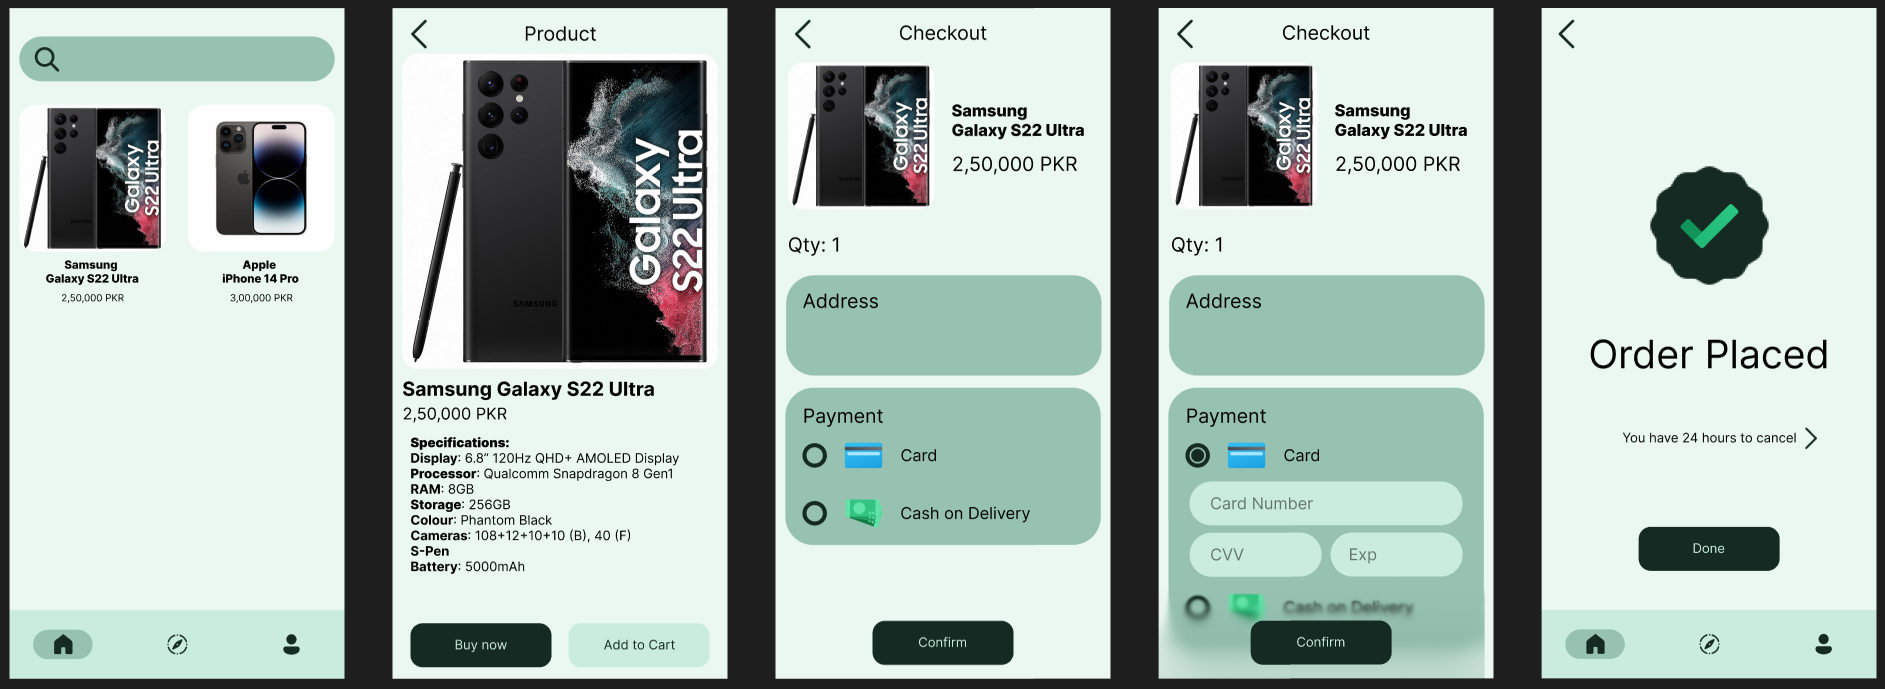 Galaxy
S22 Ultra
Samsung
Galaxy S22 Ultra
2,50,000 PKR
Apple
iPhone 14 Pro
3,00,000 PKR
Product
SAMSUNG
Galaxy
S22 Ultra
Samsung Galaxy S22 Ultra
2,50,000 PKR
Specifications:
Display: 6.8” 120Hz QHD+ AMOLED Display
Processor: Qualcomm Snapdragon 8 Gen1
RAM: 8GB
Storage: 256GB
Colour: Phantom Black
Cameras: 108+12+10+10 (B), 40 (F)
S-Pen
Battery: 5000mAh
Buy now
Add to Cart
Checkout
Galaxy
S22 Ultra
Samsung
Galaxy S22 Ultra
2,50,000 PKR
Qty: 1
Address
Payment
Card
Cash on Delivery
Confirm
Checkout
Galaxy
S22 Ultra
Samsung
Galaxy S22 Ultra
2,50,000 PKR
Qty: 1
Address
Payment
Card
Card Number
CVV
Exp
Cash on Delivery
Confirm
Order Placed
You have 24 hours to cancel
Done